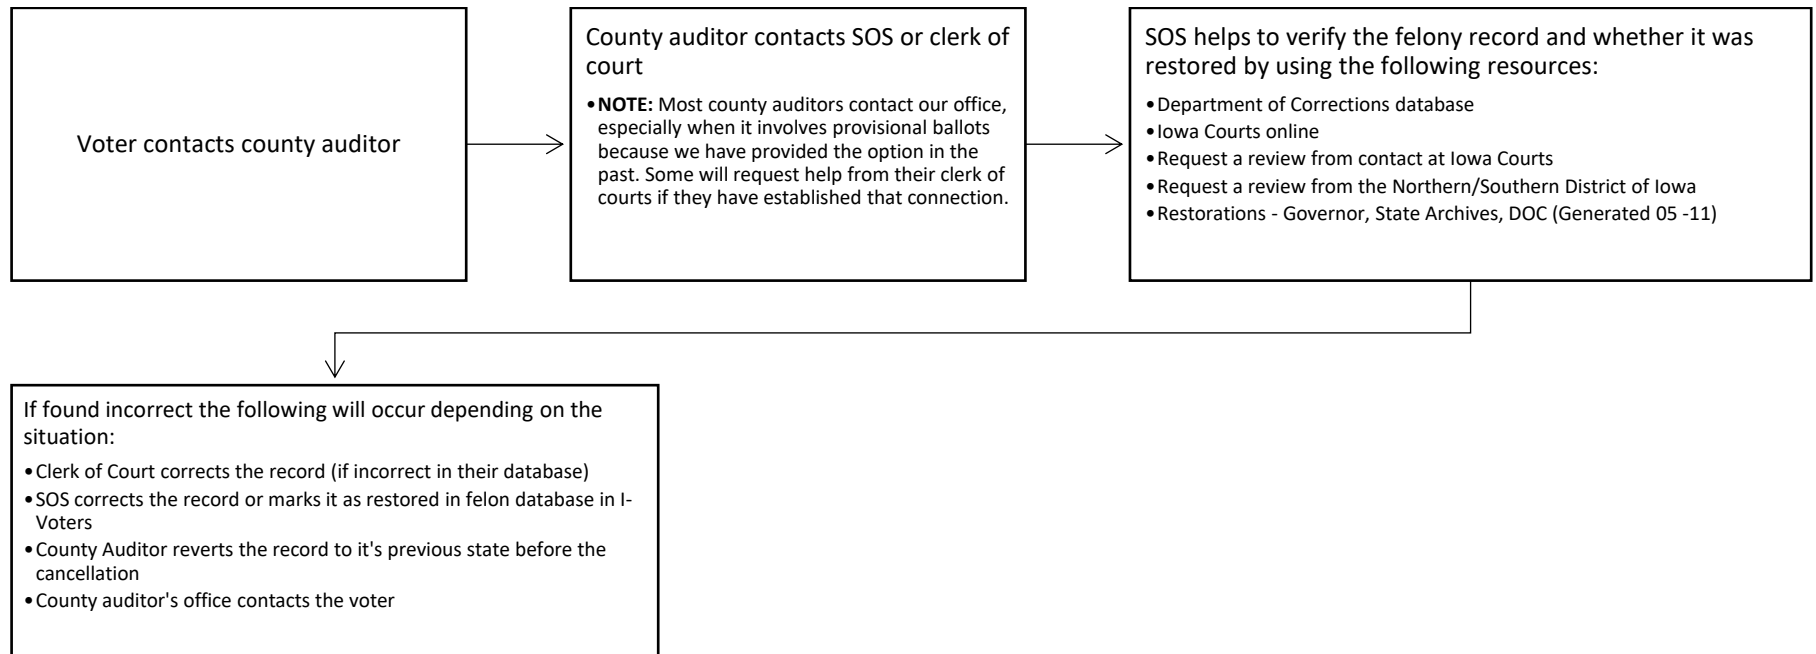 Voter contacts county auditor
County auditor contacts SOS or clerk of
court
•NOTE: Most county auditors contact our office,
especially when it involves provisional ballots
because we have provided the option in the
past. Some will request help from their clerk of
courts if they have established that connection.
SOS helps to verify the felony record and whether it was
restored by using the following resources:
•Department of Corrections database
•Iowa Courts online
•Request a review from contact at Iowa Courts
•Request a review from the Northern/Southern District of Iowa
•Restorations - Governor, State Archives, DOC (Generated 05 -11)
If found incorrect the following will occur depending on the
situation:
•Clerk of Court corrects the record (if incorrect in their database)
•SOS corrects the record or marks it as restored in felon database in I-
Voters
•County Auditor reverts the record to it's previous state before the
cancellation
•County auditor's office contacts the voter